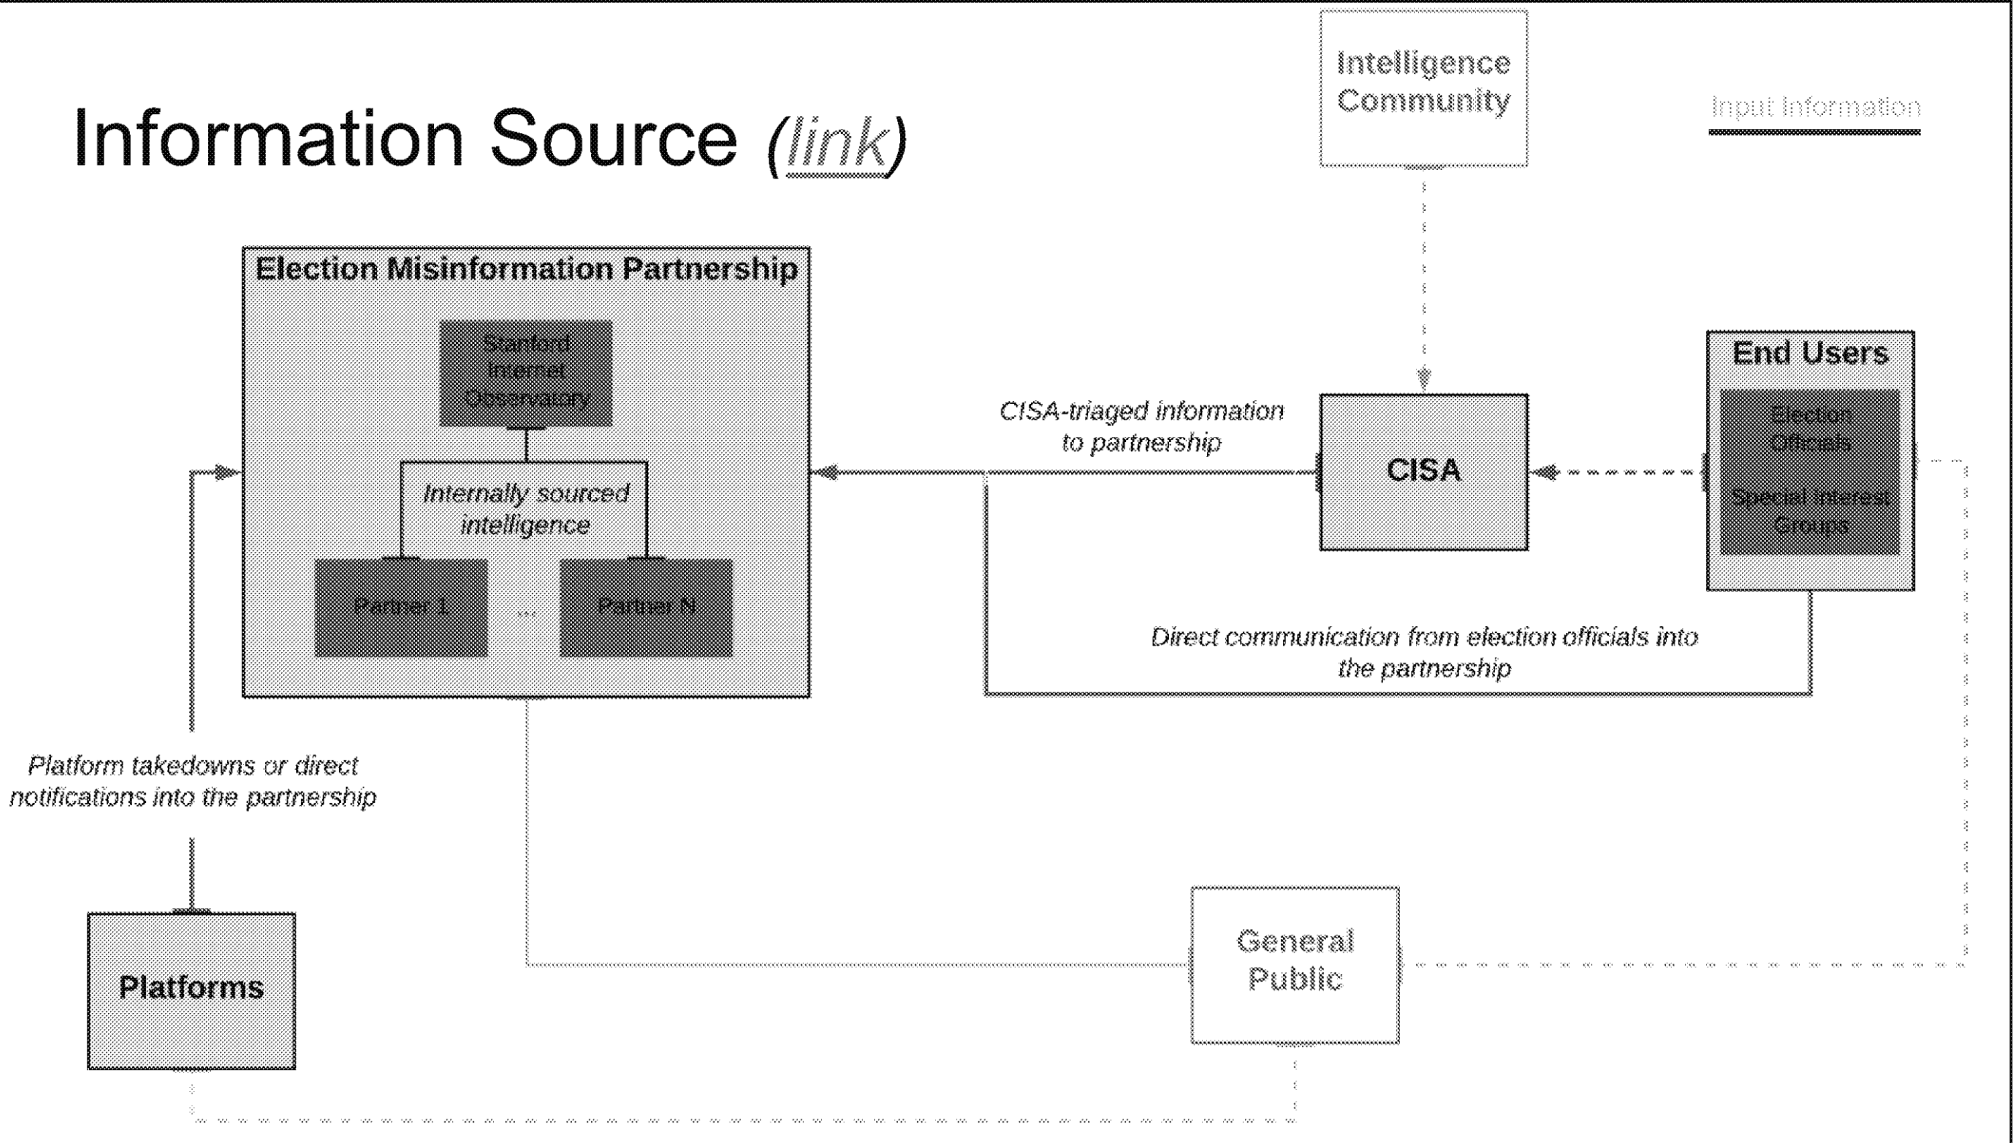 Intelligence
Community
Input Information
Information Source (link)
Election Misinformation Partnership
Stanford
Internet
Observatory
Internally sourced
intelligence
Partner 1
...
Partner N
CISA-triaged information
to partnership
CISA
End Users
Election
Officials
Special Interest
Groups
Direct communication from election officials into
the partnership
Platform takedowns or direct
notifications into the partnership
Platforms
General
Public